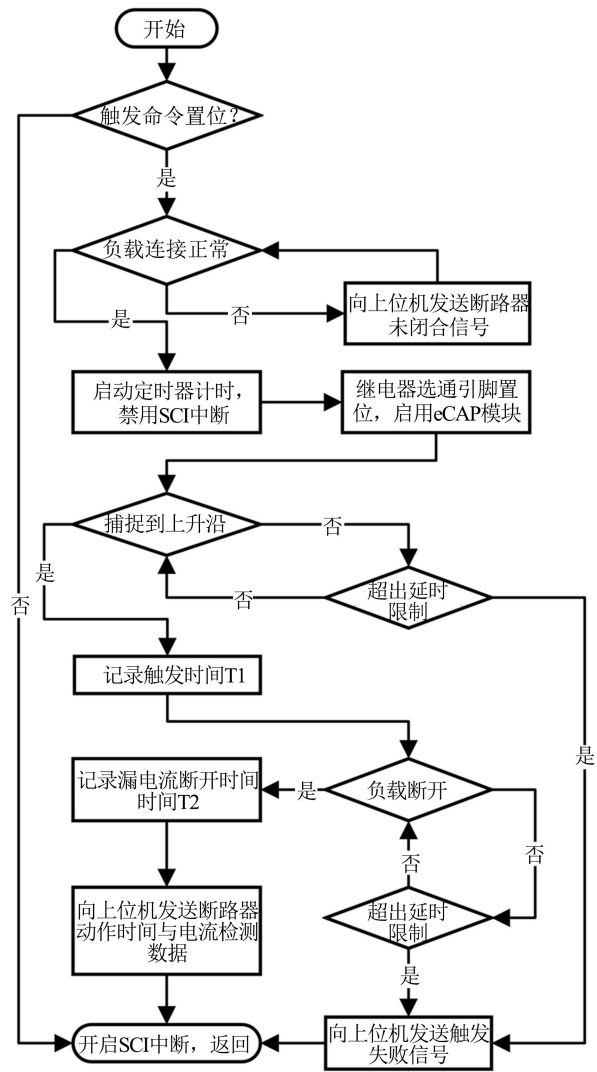 开始
触发命令置位?
是
负载连接正常
否
是
向上位机发送断路器
未闭合信号
启动定时器计时,
禁用SCI中断
继电器选通引脚置
位，启用eCAP模块
捕捉到上升沿
否
是
否
超出延时
限制
否
记录触发时间T1
是
记录漏电流断开时间
时间T2
是
负载断开
否
否
向上位机发送断路器
动作时间与电流检测
数据
超出延时
限制
是
开启SCI中断，返回
向上位机发送触发
失败信号